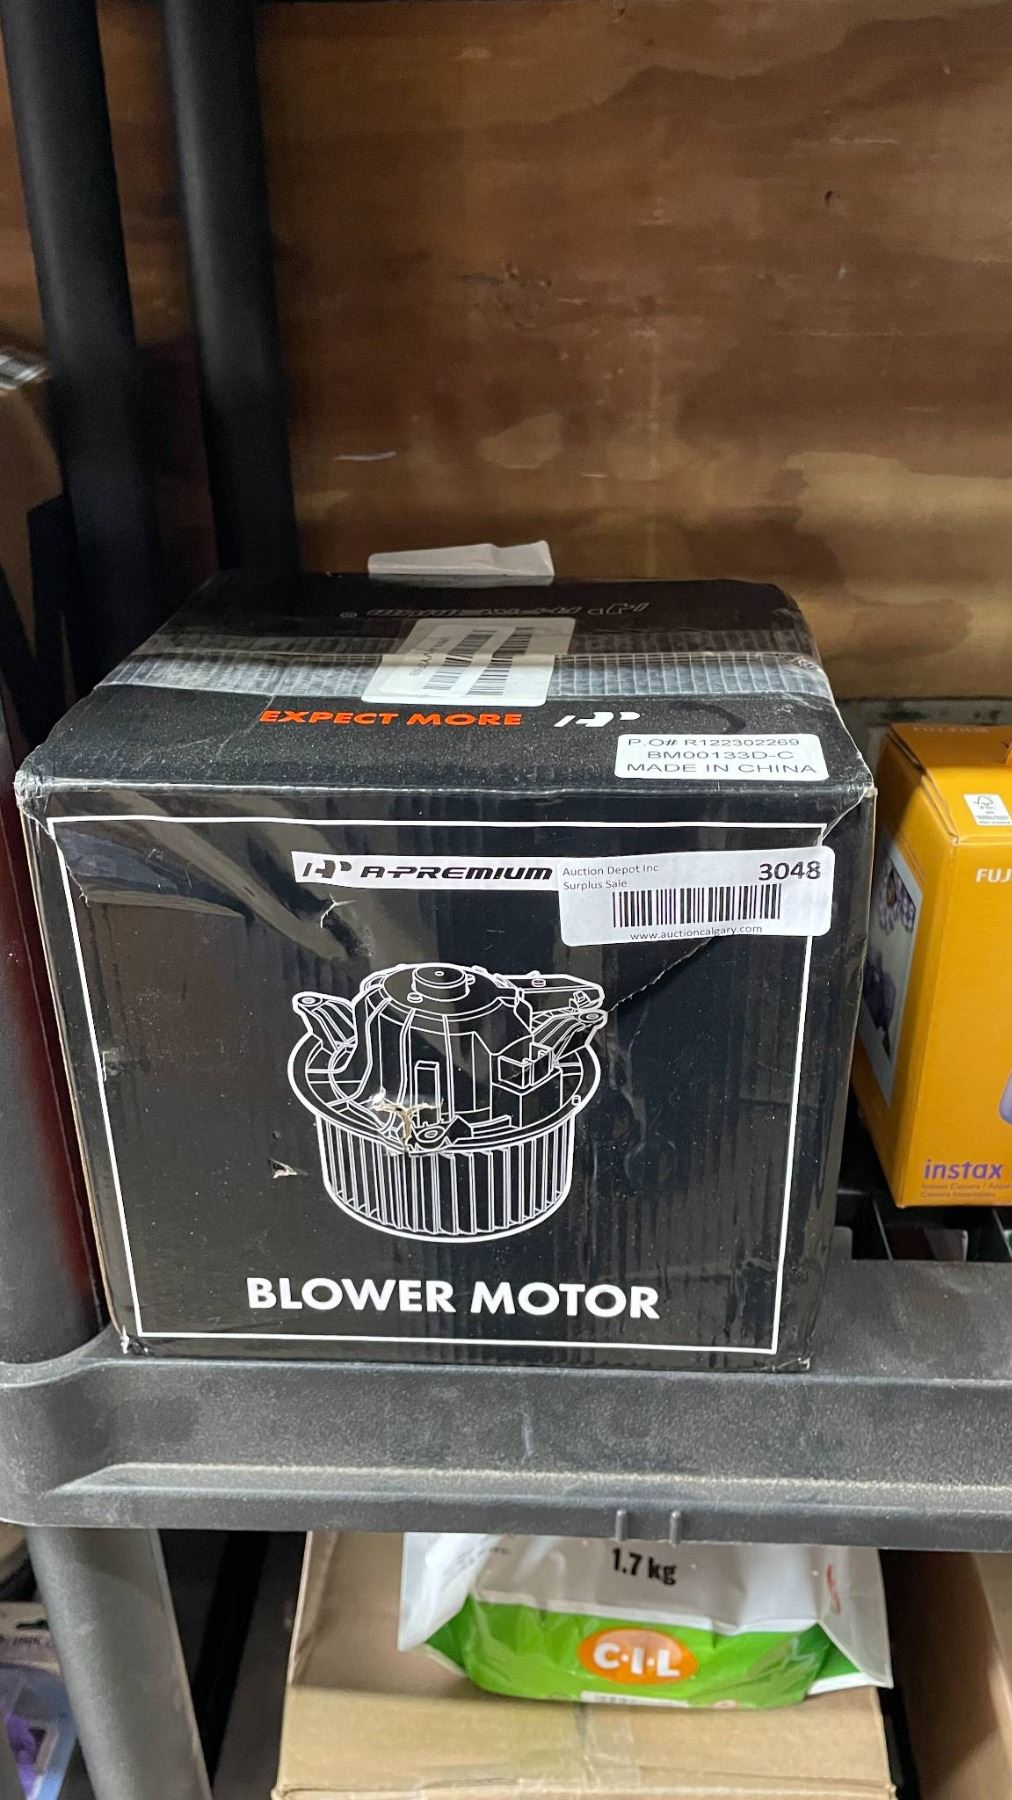 EXPECT MORE
P.O# R122302269
BM00133D-C
MADE IN CHINA
A-PREMIUM
Auction Depot Inc
Surplus Sale
3048
www.auctioncalgary.com
BLOWER MOTOR
FUJ
instax
1.7 kg
C·I·L